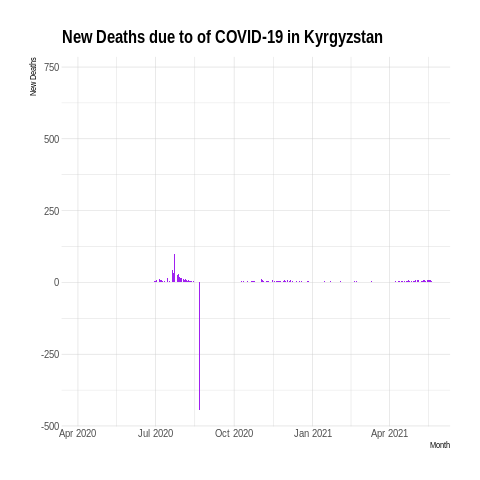 New Deaths due to of COVID-19 in Kyrgyzstan
New Deaths
750
500
250
0
-250
-500
Apr 2020 Jul 2020 Oct 2020 Jan 2021 Apr 2021
Month